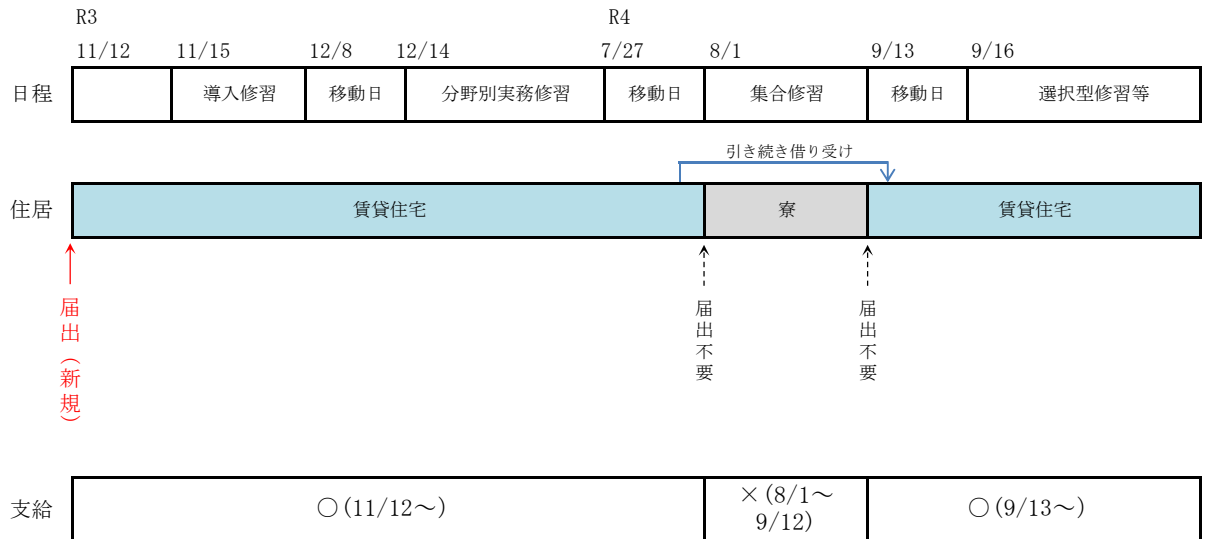 R3
R4
11/12
11/15
12/8
12/14
7/27
8/1
9/13
9/16
日程
導入修習
移動日
分野別実務修習
移動日
集合修習
移動日
選択型修習等
引き続き借り受け
住居
賃貸住宅
寮
賃貸住宅
届出（新規）
届出不要
届出不要
支給
○(11/12～)
×(8/1～
9/12)
○(9/13～)